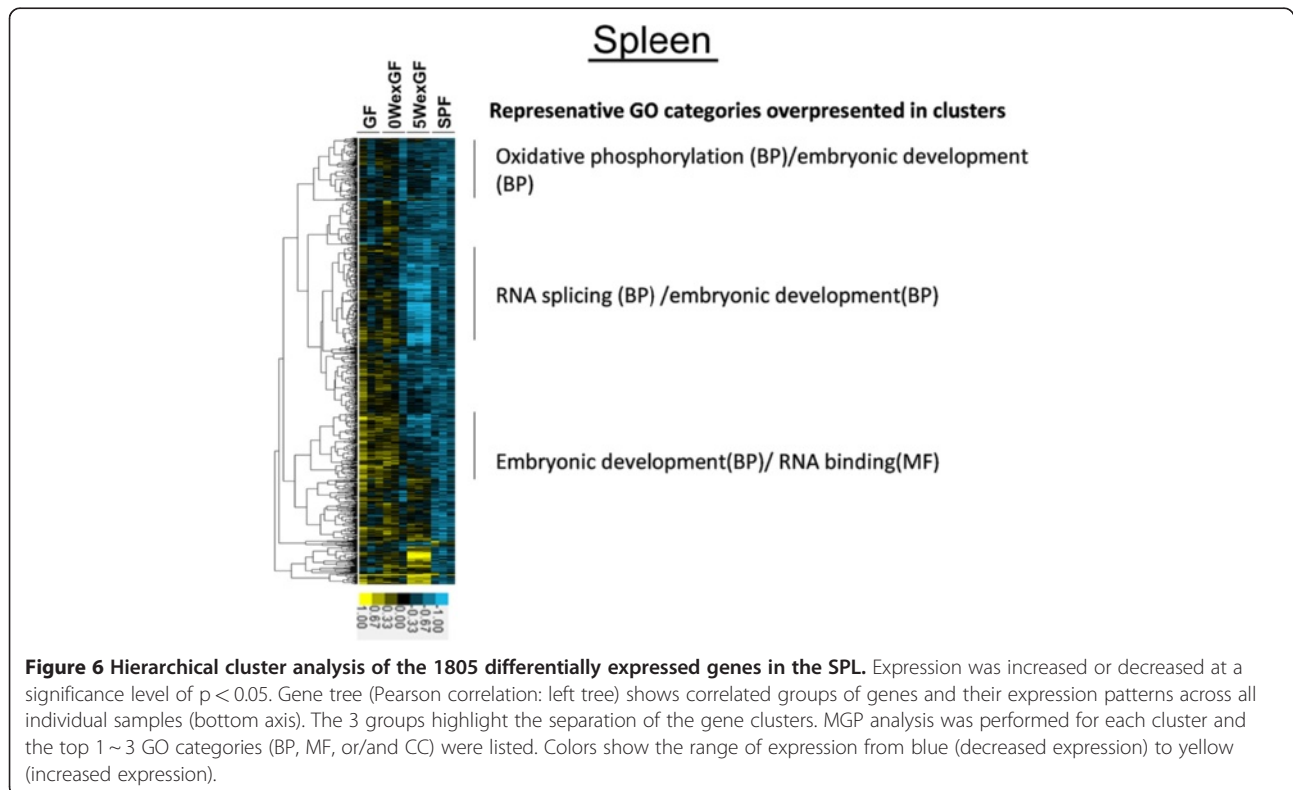 Spleen
GF
0WexGF
5WexGF
SPF
Represenative GO categories overpresented in clusters
Oxidative phosphorylation (BP)/embryonic development
(BP)
RNA splicing (BP) /embryonic development(BP)
Embryonic development(BP)/ RNA binding(MF)
1.00
0.67
0.33
0.00
-0.33
-0.67
-1.00
Figure 6 Hierarchical cluster analysis of the 1805 differentially expressed genes in the SPL. Expression was increased or decreased at a
significance level of p < 0.05. Gene tree (Pearson correlation: left tree) shows correlated groups of genes and their expression patterns across all
individual samples (bottom axis). The 3 groups highlight the separation of the gene clusters. MGP analysis was performed for each cluster and
the top 1 ~ 3 GO categories (BP, MF, or/and CC) were listed. Colors show the range of expression from blue (decreased expression) to yellow
(increased expression).